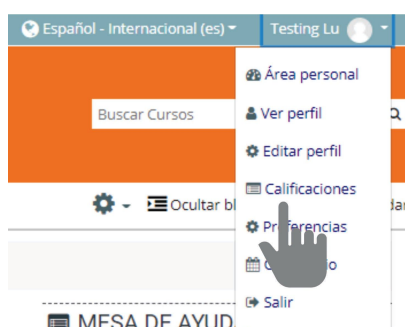 Español - Internacional (es)
Testing Lu
Área personal
Buscar Cursos
Ver perfil
Editar perfil
Calificaciones
Ocultar bl
Preferencias
Salir
MESA DE AYUD